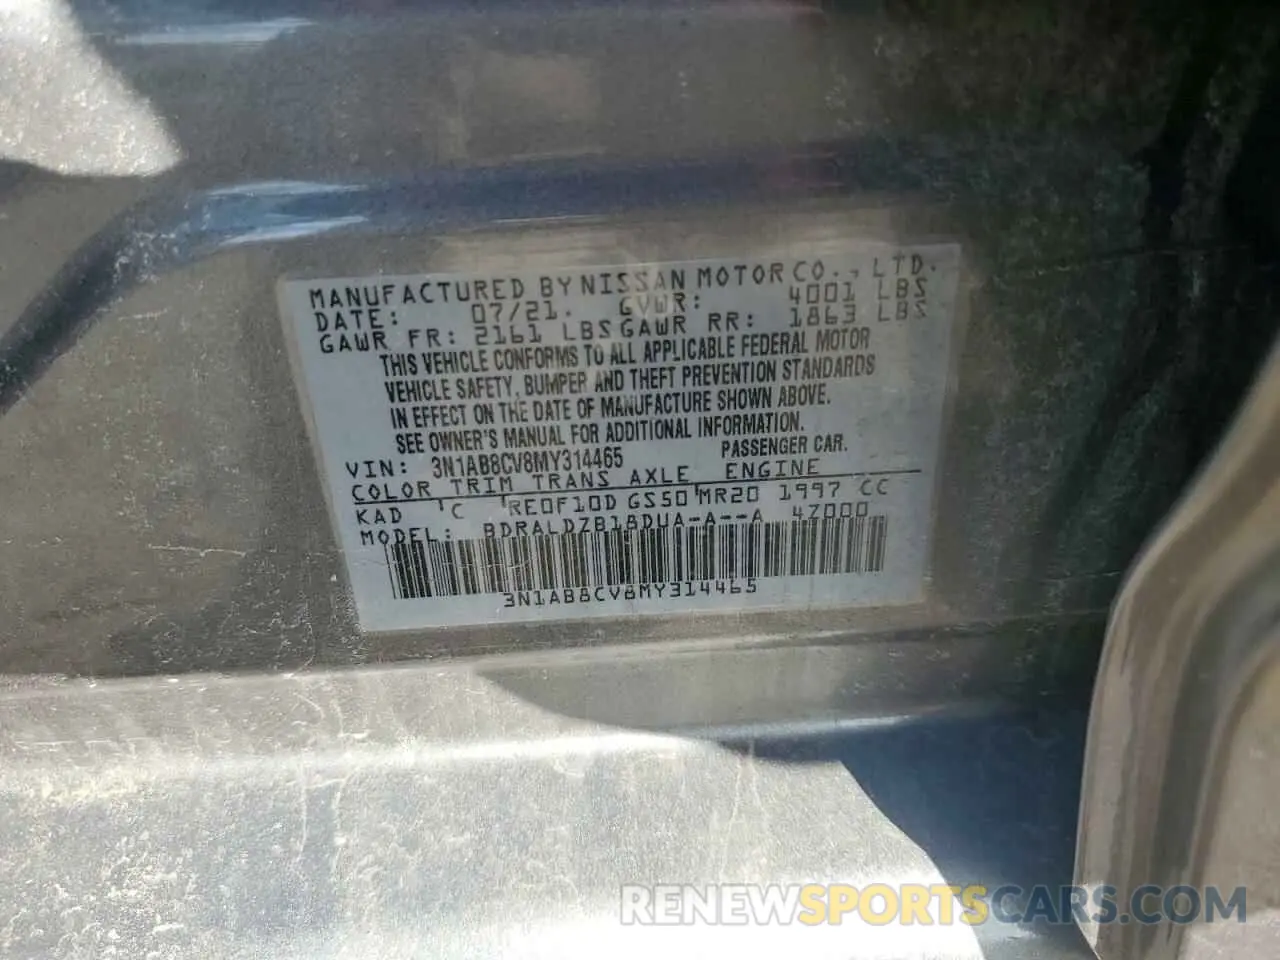 MANUFACTURED BY NISSAN MOTOR CO., LTD.
DATE: 07/21. GVWR: 4001 LBS
GAWR FR: 2161 LBS GAWR RR: 1863 LBS
THIS VEHICLE CONFORMS TO ALL APPLICABLE FEDERAL MOTOR
VEHICLE SAFETY, BUMPER AND THEFT PREVENTION STANDARDS
IN EFFECT ON THE DATE OF MANUFACTURE SHOWN ABOVE.
SEE OWNER'S MANUAL FOR ADDITIONAL INFORMATION.
VIN: 3N1AB8CV8MY314465 PASSENGER CAR.
COLOR TRIM TRANS AXLE ENGINE
KAD C RE0F10D GS50 MR20 1997 CC
MODEL: BDRALDZB18DUA-A--A 4Z000
3N1AB8CV8MY314465
RENEWSPORTSCARS.COM